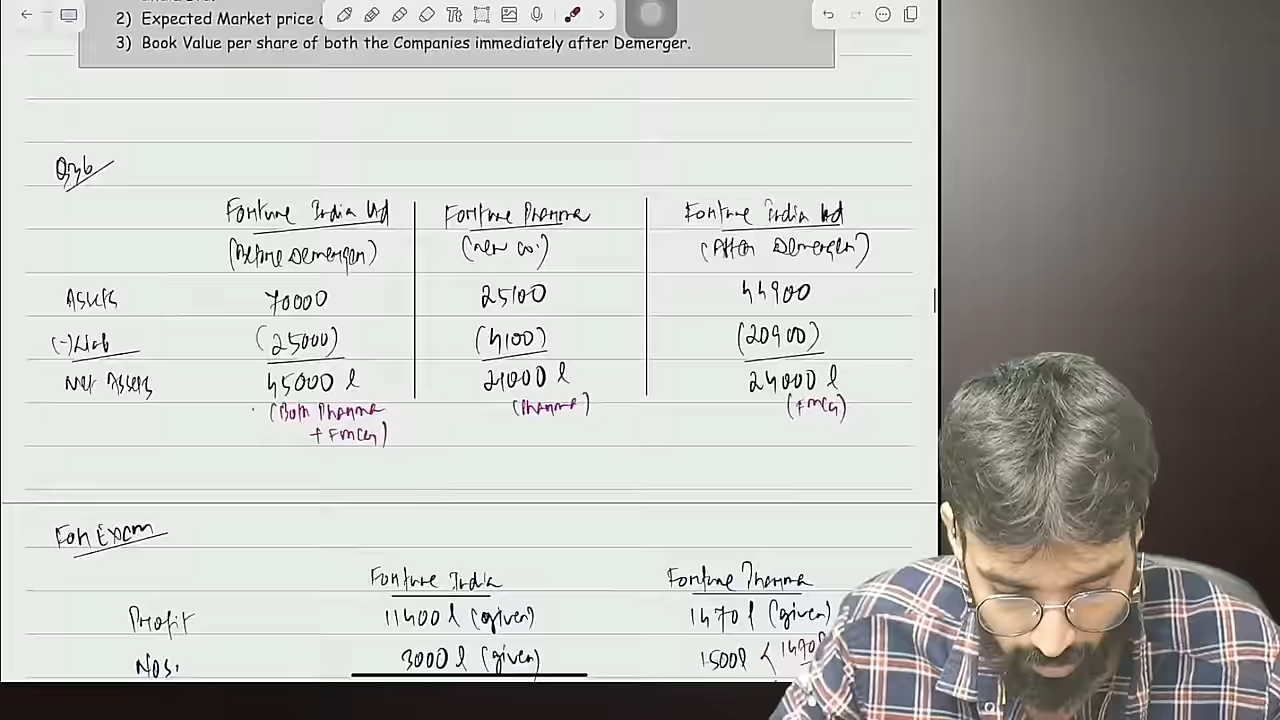 2) Expected Market price
3) Book Value per share of both the Companies immediately after Demerger.
Q36
Fortune India Ltd Fortune Pharma Fortune India Ltd
(Before Demerger) (new co.) (After Demerger)
Assets 70000 25100 44900
(-) Liab (25000) (4100) (20900)
Net Assets 45000 l 21000 l 24000 l
(Both Pharma (Pharma) (FMCG)
+ FMCG)
For Exam
Fortune India Fortune Pharma
Profit 11400 l (given) 1470 l (given)
Nos. 3000 l (given) 1500l